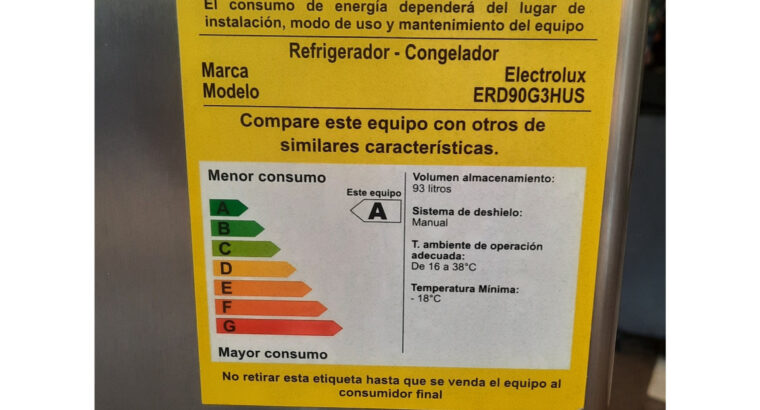 El consumo de energía dependerá del lugar de
instalación, modo de uso y mantenimiento del equipo
Refrigerador - Congelador
Marca Electrolux
Modelo ERD90G3HUS
Compare este equipo con otros de
similares características.
Menor consumo
Este equipo
A
A
B
C
D
E
F
G
Mayor consumo
Volumen almacenamiento:
93 litros
Sistema de deshielo:
Manual
T. ambiente de operación
adecuada:
De 16 a 38°C
Temperatura Mínima:
- 18°C
No retirar esta etiqueta hasta que se venda el equipo al
consumidor final